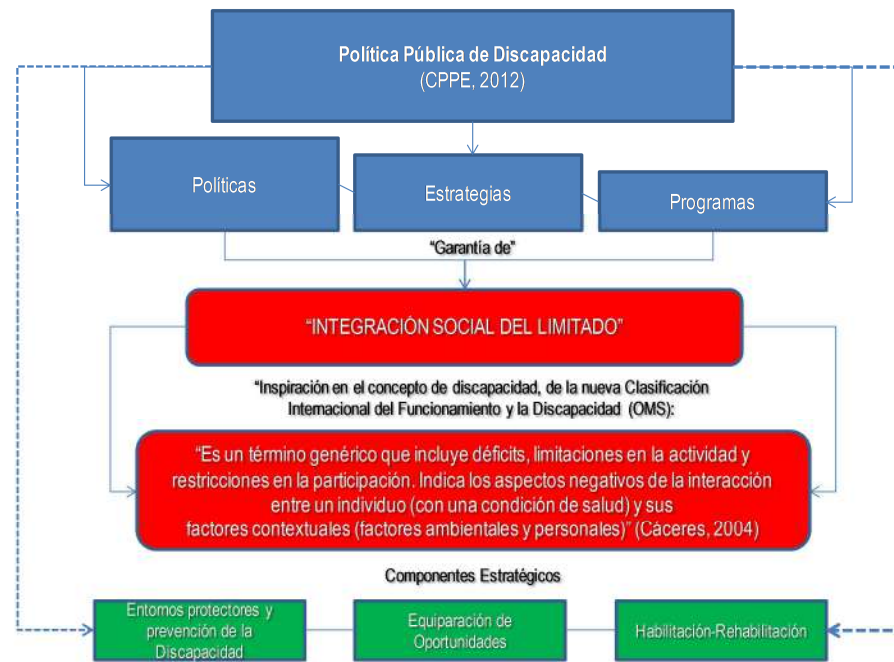 Política Pública de Discapacidad
(CPPE, 2012)
Políticas
Estrategias
Programas
“Garantía de”
“INTEGRACIÓN SOCIAL DEL LIMITADO”
“Inspiración en el concepto de discapacidad, de la nueva Clasificación
Internacional del Funcionamiento y la Discapacidad (OMS):
“Es un término genérico que incluye déficits, limitaciones en la actividad y
restricciones en la participación. Indica los aspectos negativos de la interacción
entre un individuo (con una condición de salud) y sus
factores contextuales (factores ambientales y personales)” (Cáceres, 2004)
Componentes Estratégicos
Entornos protectores y
prevención de la
Discapacidad
Equiparación de
Oportunidades
Habilitación-Rehabilitación